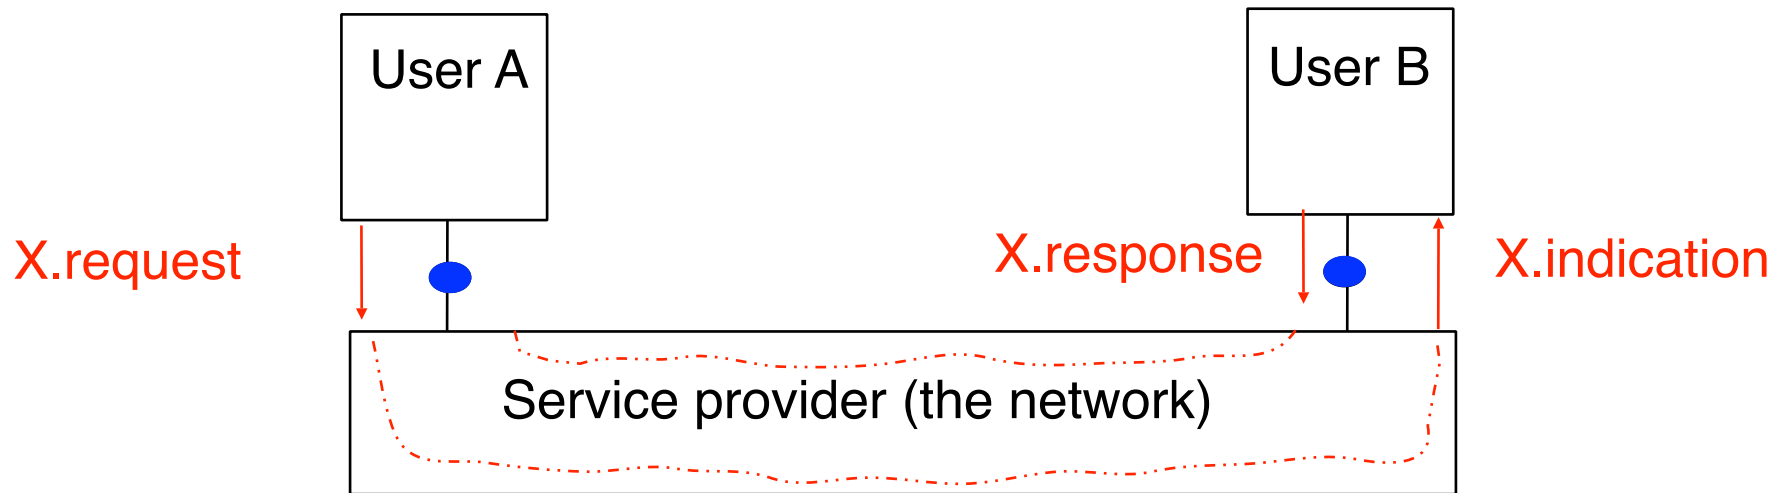 User A
User B
X.request
X.response
X.indication
Service provider (the network)